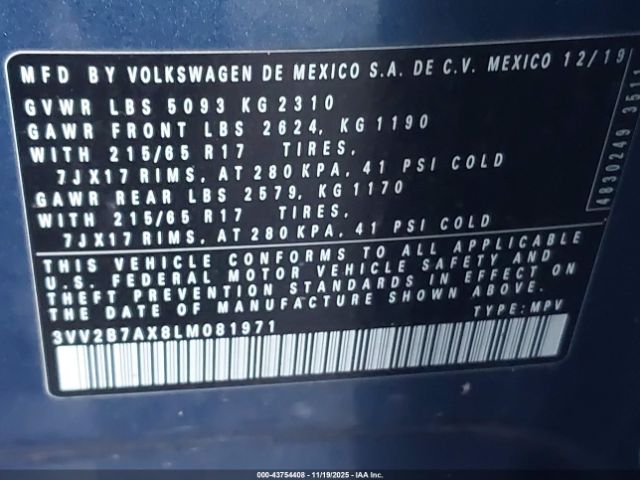 MFD BY VOLKSWAGEN DE MEXICO S.A. DE C.V. MEXICO 12/19
GVWR LBS 5093 KG 2310
GAWR FRONT LBS 2624, KG 1190
WITH 215/65 R17 TIRES,
7JX17 RIMS, AT 280 KPA, 41 PSI COLD
GAWR REAR LBS 2579, KG 1170
WITH 215/65 R17 TIRES,
7JX17 RIMS, AT 280 KPA, 41 PSI COLD
THIS VEHICLE CONFORMS TO ALL APPLICABLE
U.S. FEDERAL MOTOR VEHICLE SAFETY AND
THEFT PREVENTION STANDARDS IN EFFECT ON
THE DATE OF MANUFACTURE SHOWN ABOVE.
TYPE: MPV
3VV2B7AX8LM081971
4830249
000-43754408 - 11/19/2025 - IAA Inc.